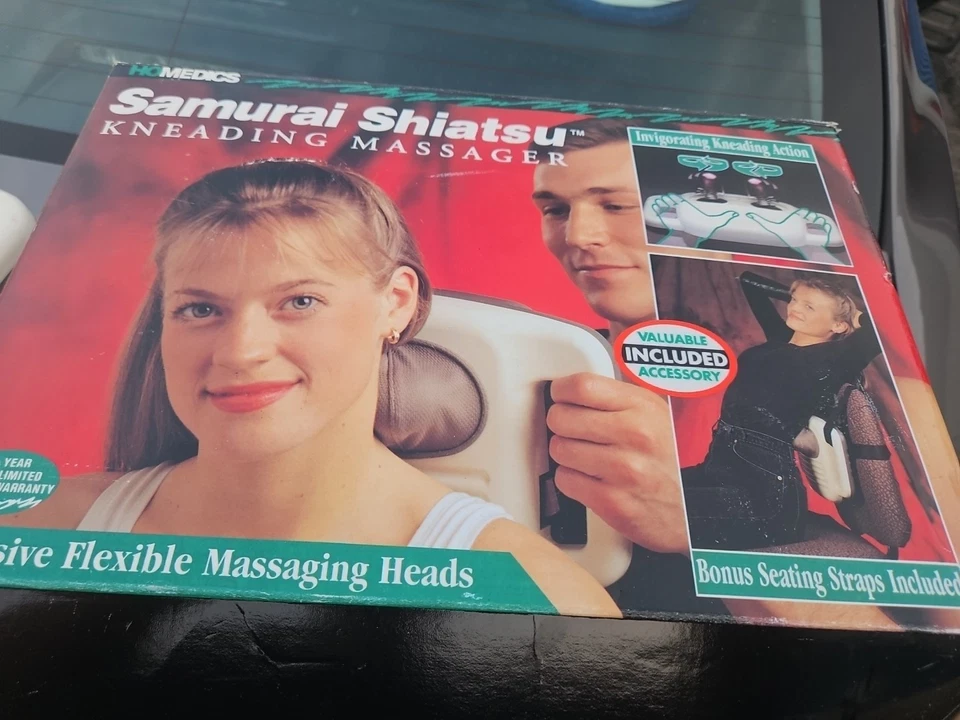 HOMEDICS
Samurai Shiatsu™
KNEADING MASSAGER
Invigorating Kneading Action
VALUABLE
INCLUDED
ACCESSORY
YEAR
LIMITED
WARRANTY
sive Flexible Massaging Heads
Bonus Seating Straps Included